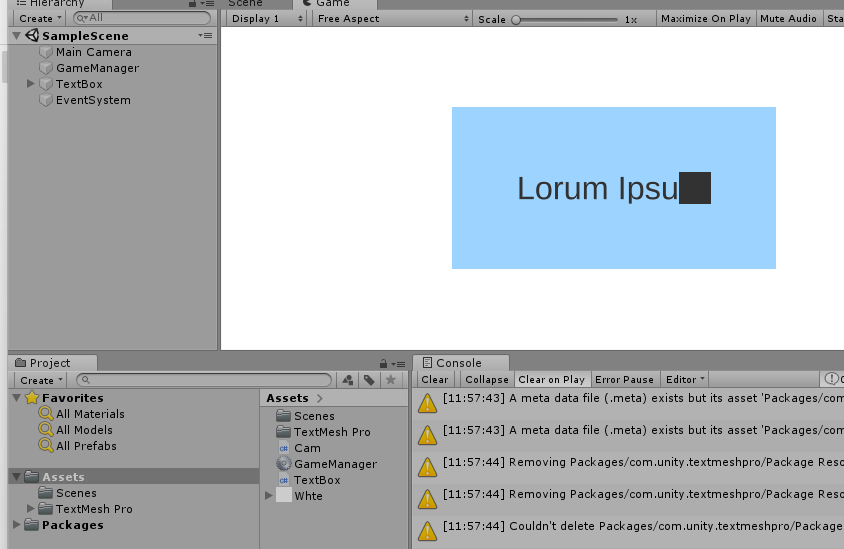 Hierarchy
Scene
Game
Create
All
Display 1
Free Aspect
Scale
1x
Maximize On Play
Mute Audio
SampleScene
Main Camera
GameManager
TextBox
EventSystem
Lorum Ipsu
Project
Create
Favorites
All Materials
All Models
All Prefabs
Assets
Scenes
TextMesh Pro
Packages
Assets
Scenes
TextMesh Pro
Cam
GameManager
TextBox
Whte
Console
Clear
Collapse
Clear on Play
Error Pause
Editor
[11:57:43] A meta data file (.meta) exists but its asset 'Packages/com
[11:57:43] A meta data file (.meta) exists but its asset 'Packages/com
[11:57:44] Removing Packages/com.unity.textmeshpro/Package Reso
[11:57:44] Removing Packages/com.unity.textmeshpro/Package Reso
[11:57:44] Couldn't delete Packages/com.unity.textmeshpro/Package